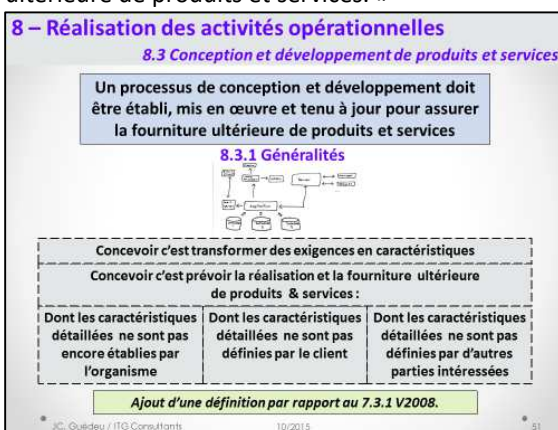 ultérieure de produits et services. »
8 – Réalisation des activités opérationnelles
8.3 Conception et développement de produits et services
Un processus de conception et développement doit
être établi, mis en œuvre et tenu à jour pour assurer
la fourniture ultérieure de produits et services
8.3.1 Généralités
Concevoir c'est transformer des exigences en caractéristiques
Concevoir c'est prévoir la réalisation et la fourniture ultérieure
de produits & services :
Dont les caractéristiques
détaillées ne sont pas
encore établies par
l'organisme
Dont les caractéristiques
détaillées ne sont pas
définies par le client
Dont les caractéristiques
détaillées ne sont pas
définies par d'autres
parties intéressées
Ajout d'une définition par rapport au 7.3.1 V2008.
JC. Guédeu / ITG Consultants
10/2015
51